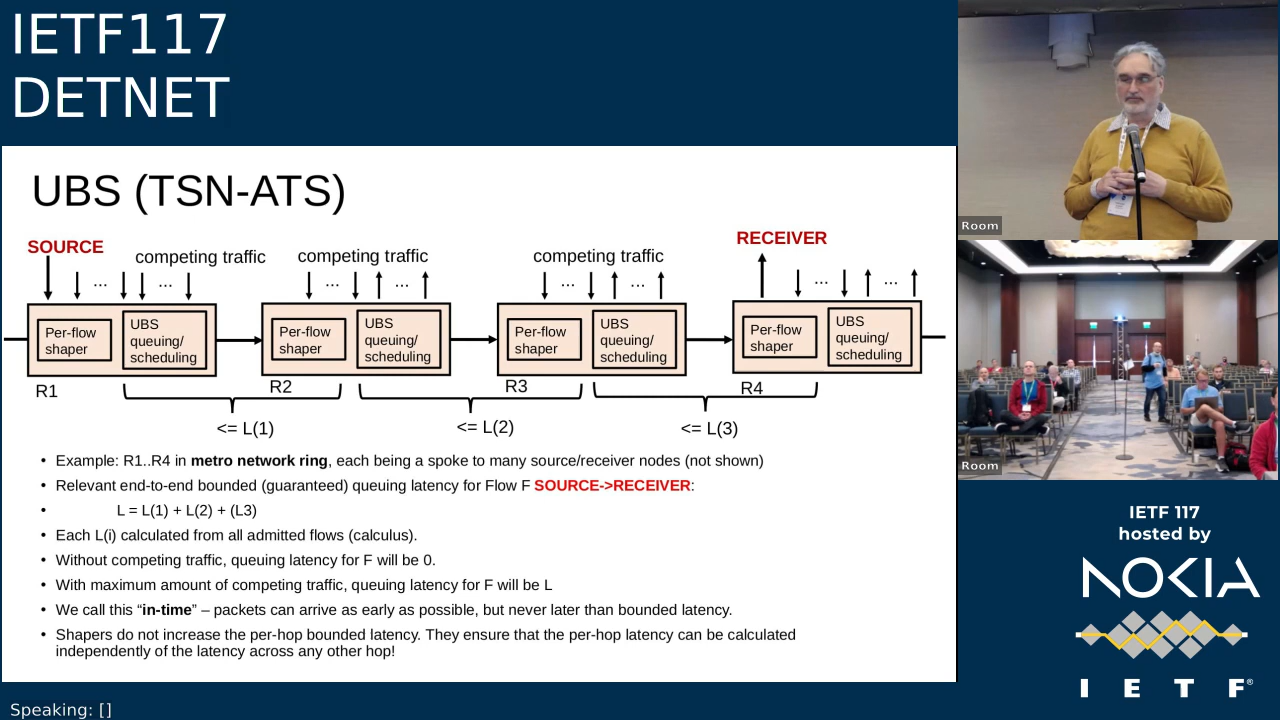 IETF117
DETNET
UBS (TSN-ATS)
SOURCE
competing traffic
competing traffic
competing traffic
RECEIVER
...
...
...
...
...
...
...
Per-flow
shaper
UBS
queuing/
scheduling
Per-flow
shaper
UBS
queuing/
scheduling
Per-flow
shaper
UBS
queuing/
scheduling
Per-flow
shaper
UBS
queuing/
scheduling
R1
R2
R3
R4
<= L(1)
<= L(2)
<= L(3)
• Example: R1..R4 in metro network ring, each being a spoke to many source/receiver nodes (not shown)
• Relevant end-to-end bounded (guaranteed) queuing latency for Flow F SOURCE->RECEIVER:
• L = L(1) + L(2) + (L3)
• Each L(i) calculated from all admitted flows (calculus).
• Without competing traffic, queuing latency for F will be 0.
• With maximum amount of competing traffic, queuing latency for F will be L
• We call this “in-time” – packets can arrive as early as possible, but never later than bounded latency.
• Shapers do not increase the per-hop bounded latency. They ensure that the per-hop latency can be calculated
independently of the latency across any other hop!
Room
Room
IETF 117
hosted by
NOKIA
I E T F®
Speaking: []